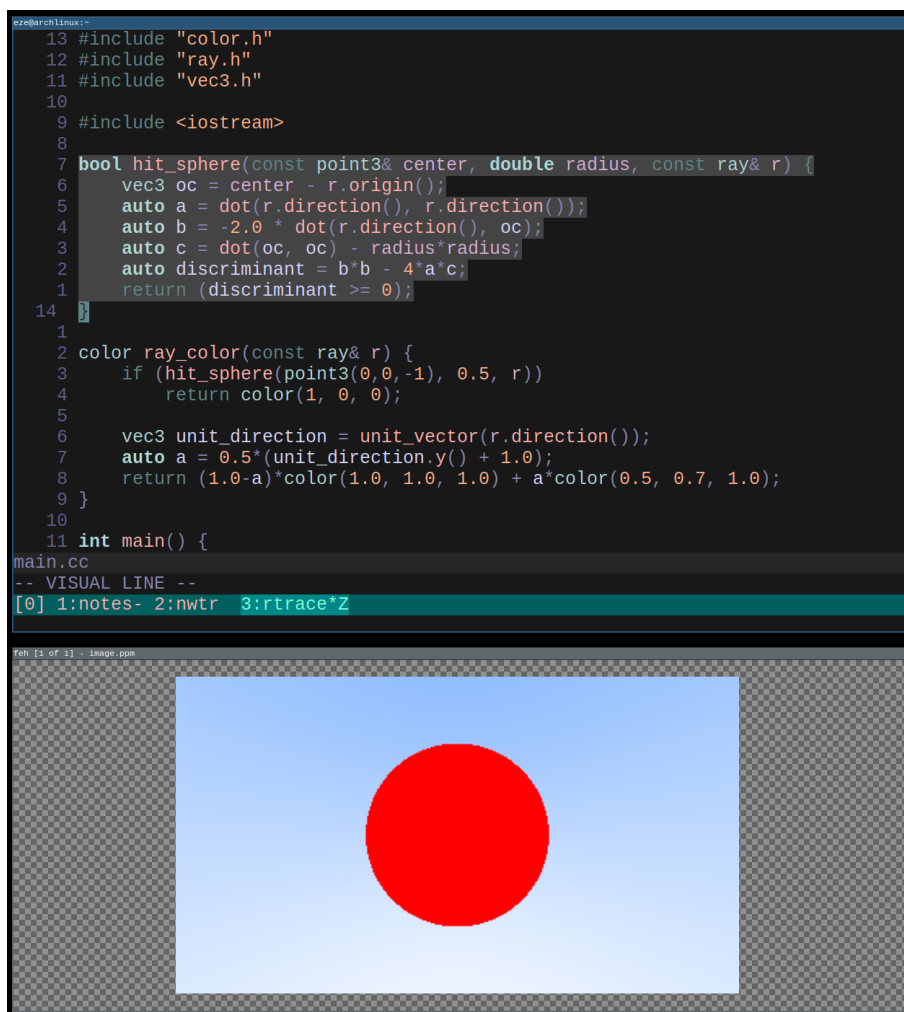 eze@archlinux:~
13 #include "color.h"
12 #include "ray.h"
11 #include "vec3.h"
10
9 #include <iostream>
8
7 bool hit_sphere(const point3& center, double radius, const ray& r) {
6     vec3 oc = center - r.origin();
5     auto a = dot(r.direction(), r.direction());
4     auto b = -2.0 * dot(r.direction(), oc);
3     auto c = dot(oc, oc) - radius*radius;
2     auto discriminant = b*b - 4*a*c;
1     return (discriminant >= 0);
14 }
1
2 color ray_color(const ray& r) {
3     if (hit_sphere(point3(0,0,-1), 0.5, r))
4         return color(1, 0, 0);
5
6     vec3 unit_direction = unit_vector(r.direction());
7     auto a = 0.5*(unit_direction.y() + 1.0);
8     return (1.0-a)*color(1.0, 1.0, 1.0) + a*color(0.5, 0.7, 1.0);
9 }
10
11 int main() {
main.cc
-- VISUAL LINE --
[0] 1:notes- 2:nwtr  3:rtrace*Z
feh [1 of 1] - image.ppm